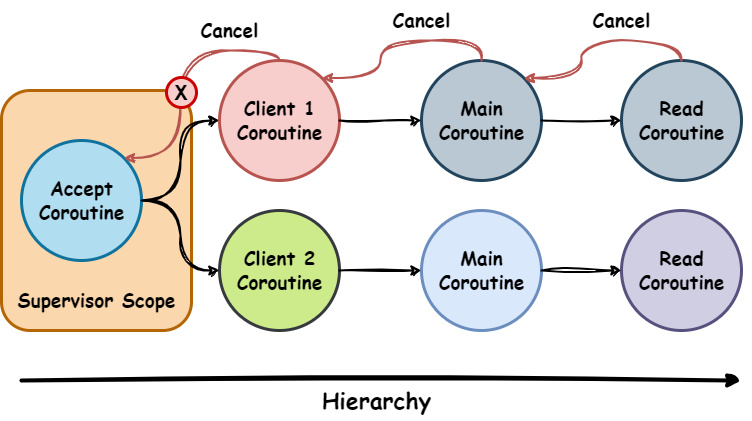 Cancel
Cancel
Cancel
X
Client 1
Coroutine
Main
Coroutine
Read
Coroutine
Accept
Coroutine
Client 2
Coroutine
Main
Coroutine
Read
Coroutine
Supervisor Scope
Hierarchy